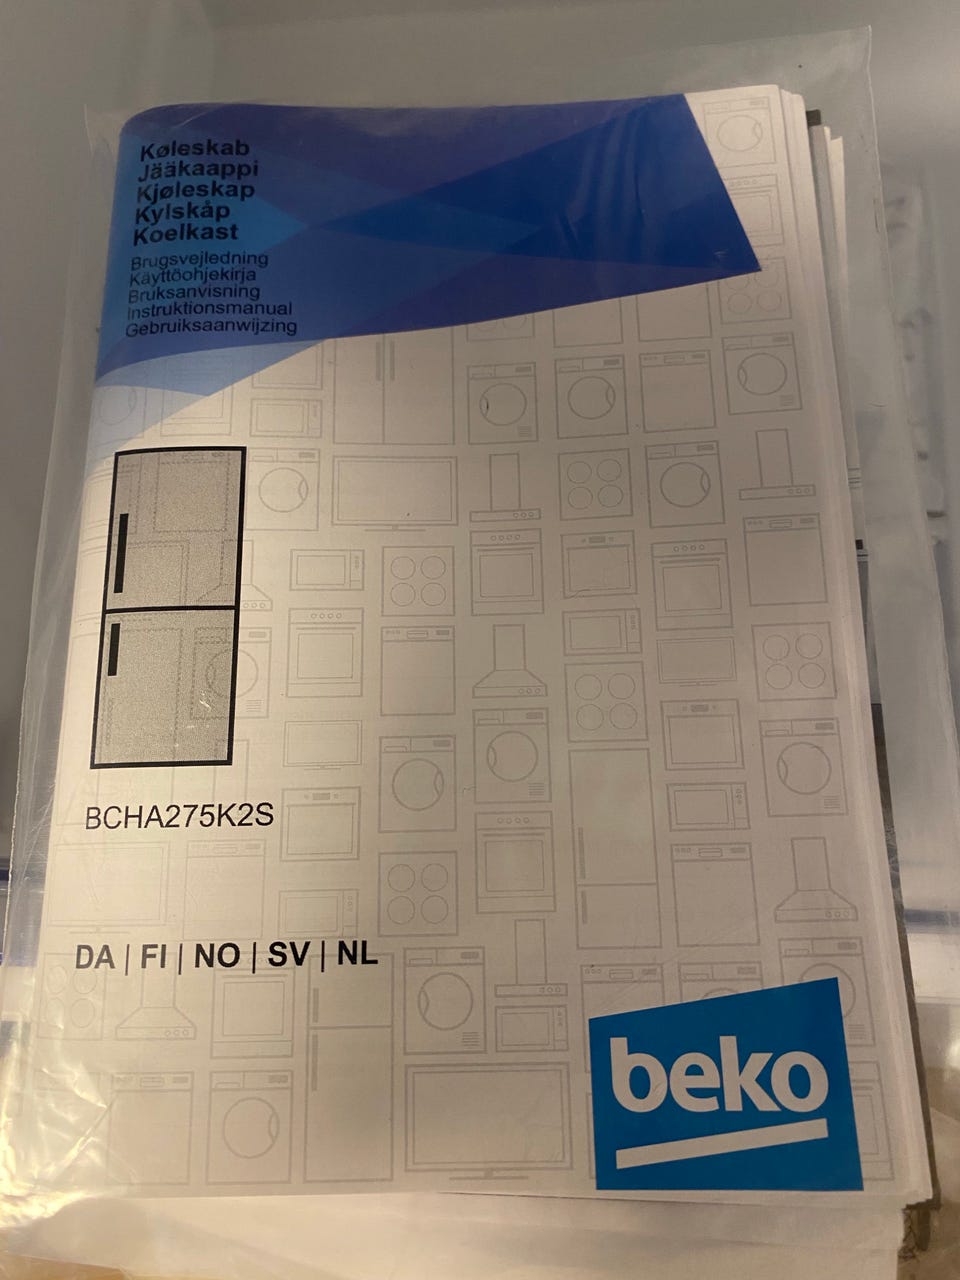 Køleskab
Jääkaappi
Kjøleskap
Kylskåp
Koelkast
Brugsvejledning
Käyttöohjekirja
Bruksanvisning
Instruktionsmanual
Gebruiksaanwijzing
BCHA275K2S
DA | FI | NO | SV | NL
beko